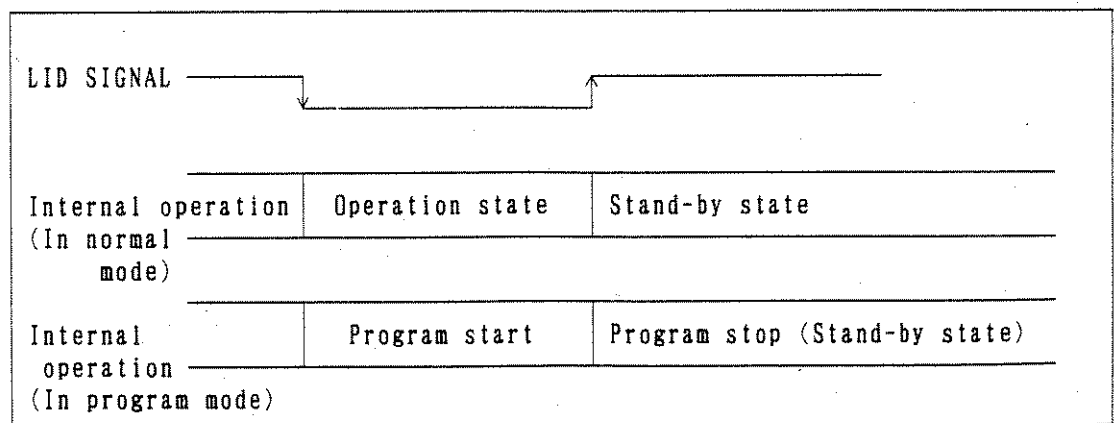 LID SIGNAL
Internal operation
(In normal
mode)
Operation state
Stand-by state
Internal
operation
(In program mode)
Program start
Program stop (Stand-by state)